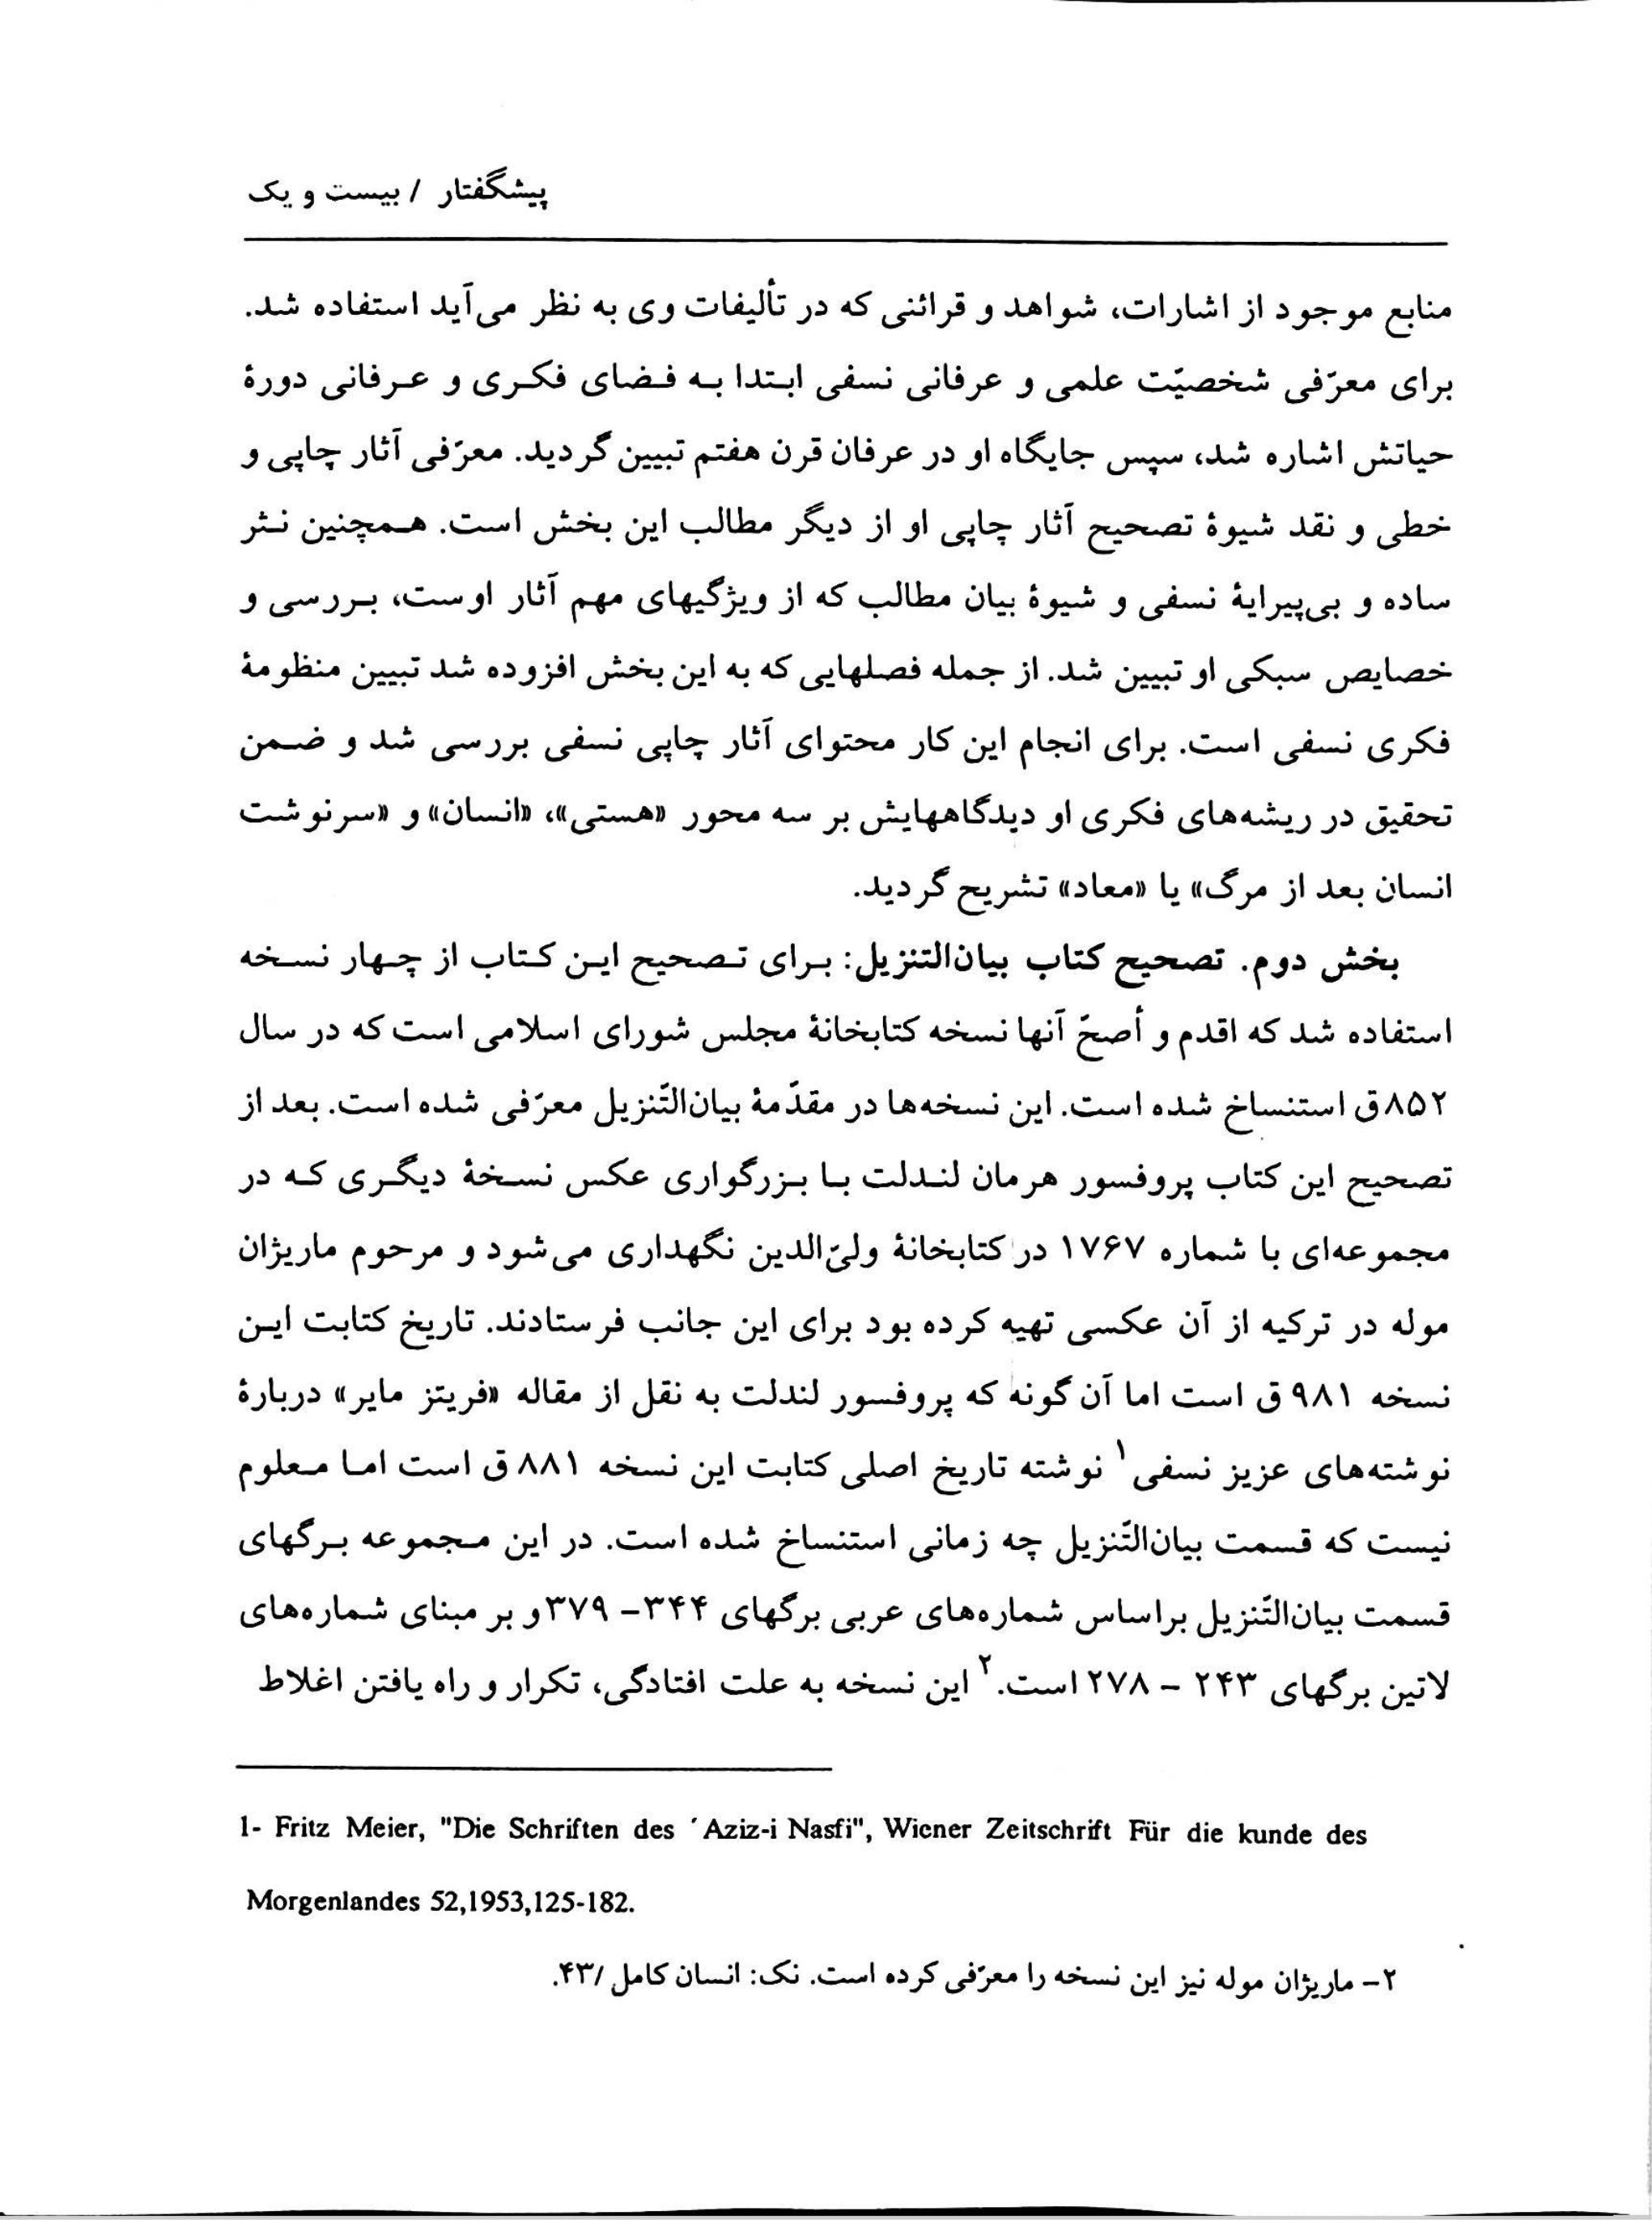 پیشگفتار / بیست و یک
منابع موجود از اشارات، شواهد و قرائنی که در تألیفات وی به نظر می‌آید استفاده شد.
برای معرّفی شخصیّت علمی و عرفانی نسفی ابتدا به فضای فکری و عرفانی دورهٔ
حیاتش اشاره شد، سپس جایگاه او در عرفان قرن هفتم تبیین گردید. معرّفی آثار چاپی و
خطی و نقد شیوهٔ تصحیح آثار چاپی او از دیگر مطالب این بخش است. همچنین نثر
ساده و بی‌پیرایهٔ نسفی و شیوهٔ بیان مطالب که از ویژگیهای مهم آثار اوست، بررسی و
خصایص سبکی او تبیین شد. از جمله فصلهایی که به این بخش افزوده شد تبیین منظومهٔ
فکری نسفی است. برای انجام این کار محتوای آثار چاپی نسفی بررسی شد و ضمن
تحقیق در ریشه‌های فکری او دیدگاههایش بر سه محور «هستی»، «انسان» و «سرنوشت
انسان بعد از مرگ» یا «معاد» تشریح گردید.
بخش دوم. تصحیح کتاب بیان‌التنزیل: برای تصحیح این کتاب از چهار نسخه
استفاده شد که اقدم و أصحّ آنها نسخه کتابخانهٔ مجلس شورای اسلامی است که در سال
۸۵۲ق استنساخ شده است. این نسخه‌ها در مقدّمهٔ بیان‌التّنزیل معرّفی شده است. بعد از
تصحیح این کتاب پروفسور هرمان لندلت با بزرگواری عکس نسخهٔ دیگری که در
مجموعه‌ای با شماره ۱۷۶۷ در کتابخانهٔ ولیّ‌الدین نگهداری می‌شود و مرحوم ماریژان
موله در ترکیه از آن عکسی تهیه کرده بود برای این جانب فرستادند. تاریخ کتابت این
نسخه ۹۸۱ ق است اما آن گونه که پروفسور لندلت به نقل از مقاله «فریتز مایر» دربارهٔ
نوشته‌های عزیز نسفی۱ نوشته تاریخ اصلی کتابت این نسخه ۸۸۱ ق است اما معلوم
نیست که قسمت بیان‌التّنزیل چه زمانی استنساخ شده است. در این مجموعه برگهای
قسمت بیان‌التّنزیل براساس شماره‌های عربی برگهای ۳۴۴- ۳۷۹ و بر مبنای شماره‌های
لاتین برگهای ۲۴۳ - ۲۷۸ است.۲ این نسخه به علت افتادگی، تکرار و راه یافتن اغلاط
1- Fritz Meier, "Die Schriften des ´Aziz-i Nasfi", Wiener Zeitschrift Für die kunde des
Morgenlandes 52,1953,125-182.
۲- ماریژان موله نیز این نسخه را معرّفی کرده است. نک: انسان کامل /۴۳.